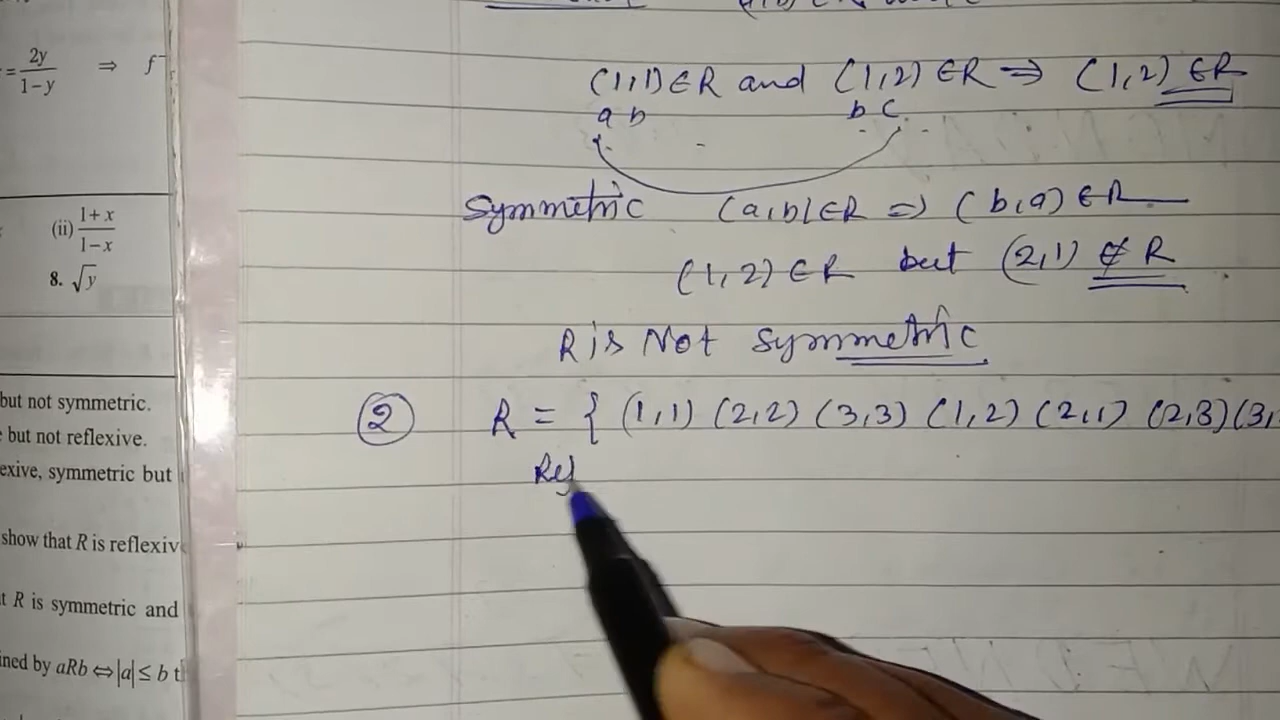 = 2y/1−y ⇒ f
(ii) 1+x/1−x
8. √y
but not symmetric.
but not reflexive.
exive, symmetric but
show that R is reflexiv
t R is symmetric and
ined by aRb ⇔ |a| ≤ b t
(1,1) ∈ R and (1,2) ∈ R ⇒ (1,2) ∈ R
a b b c
Symmetric (a,b) ∈ R ⇒ (b,a) ∈ R
(1,2) ∈ R but (2,1) ∉ R
R is Not Symmetric
② R = { (1,1) (2,2) (3,3) (1,2) (2,1) (2,3) (3,
Ref